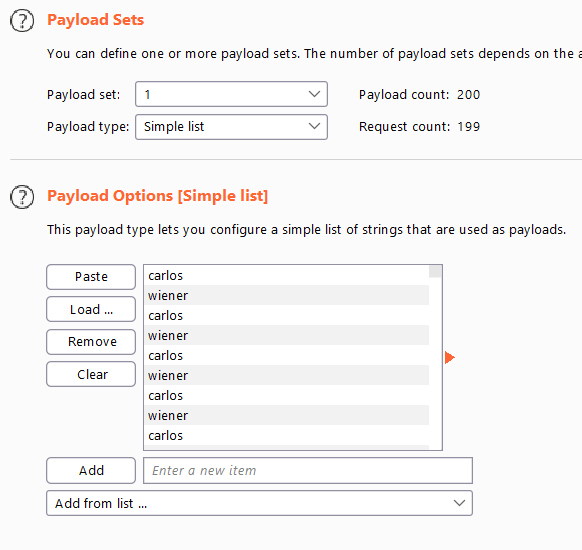 Payload Sets
You can define one or more payload sets. The number of payload sets depends on the a
Payload set: 1 Payload count: 200
Payload type: Simple list Request count: 199
Payload Options [Simple list]
This payload type lets you configure a simple list of strings that are used as payloads.
Paste
Load ...
Remove
Clear
carlos
wiener
carlos
wiener
carlos
wiener
carlos
wiener
carlos
Add
Enter a new item
Add from list ...